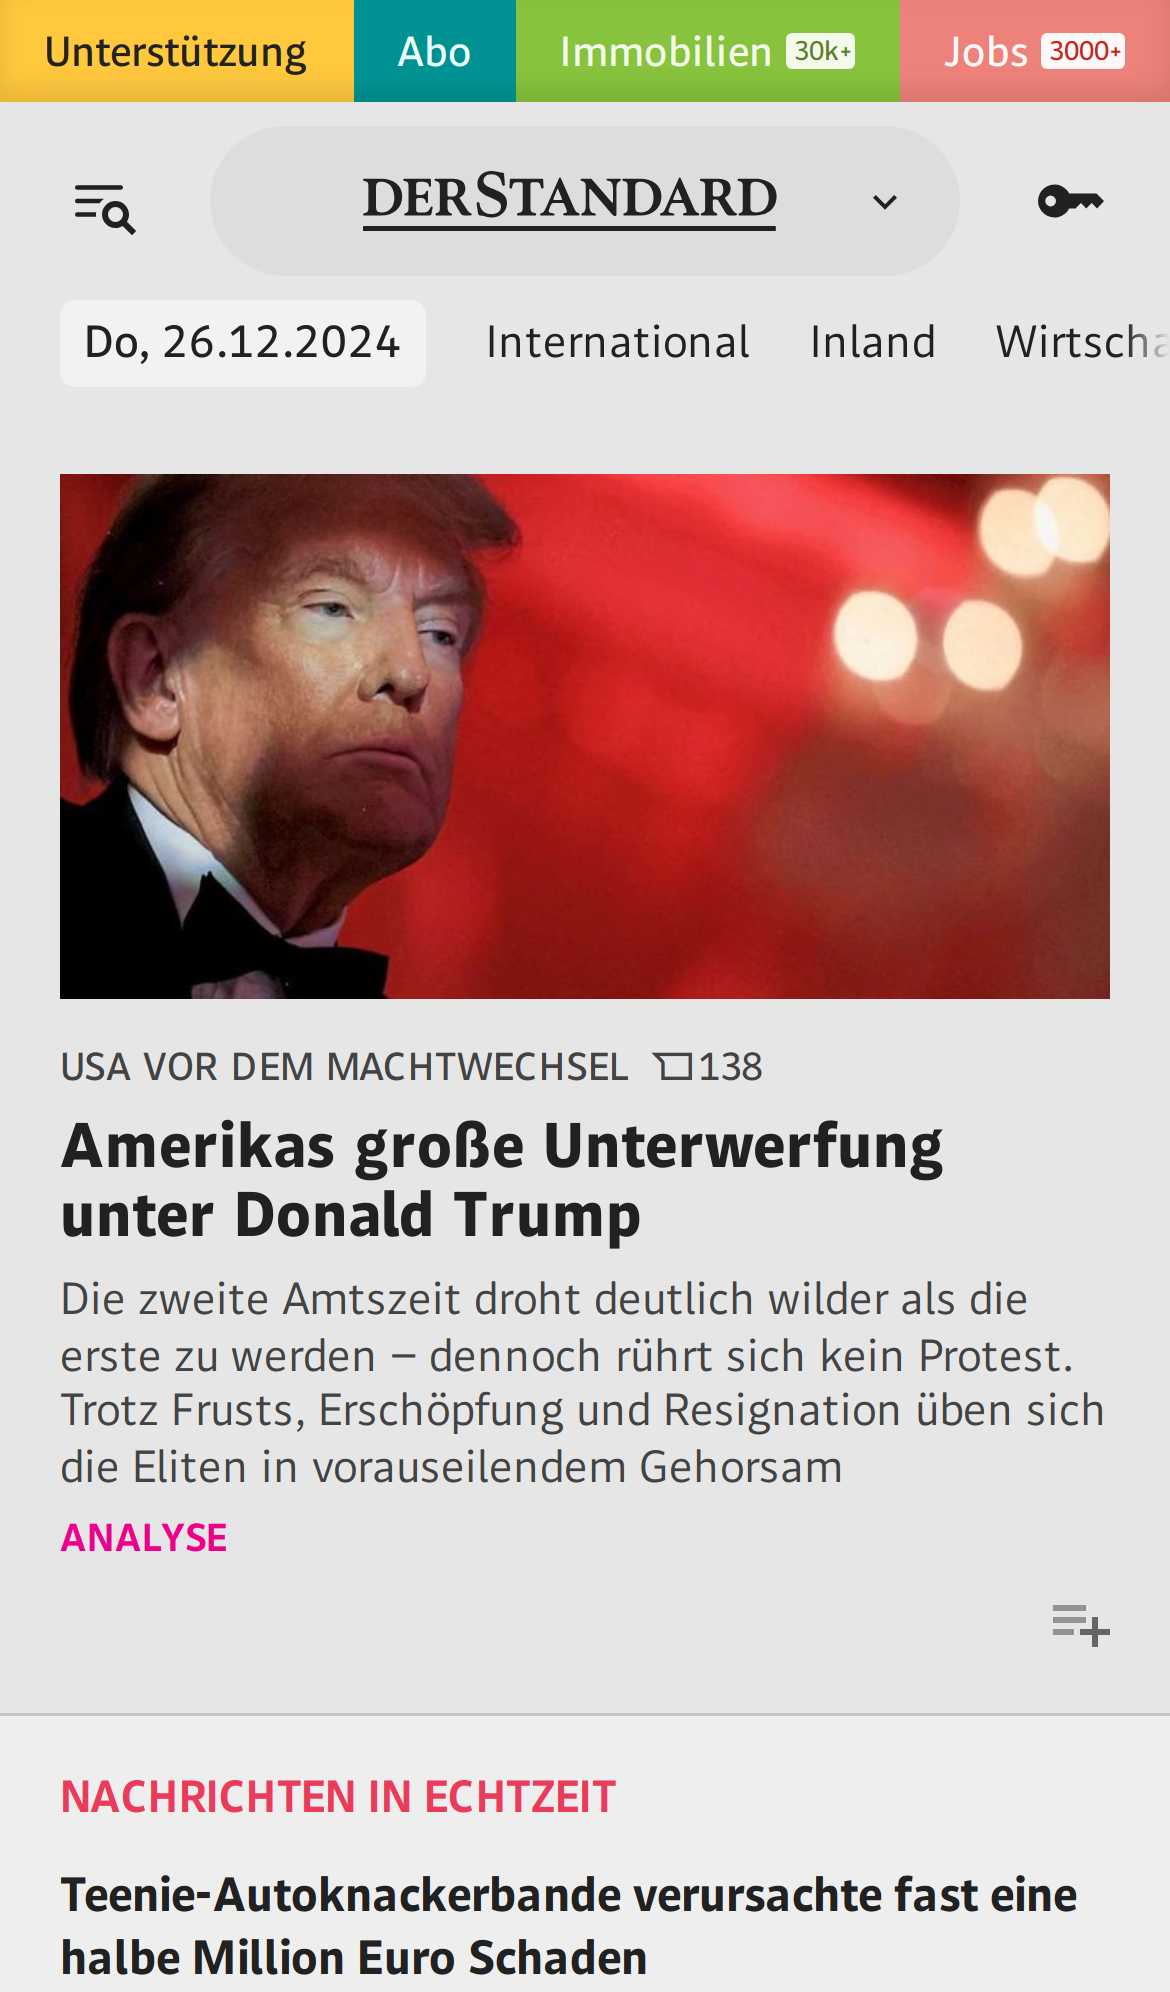 Unterstützung Abo Immobilien 30k+ Jobs 3000+
DERSTANDARD
Do, 26.12.2024 International Inland Wirtscha
USA VOR DEM MACHTWECHSEL 138
Amerikas große Unterwerfung
unter Donald Trump
Die zweite Amtszeit droht deutlich wilder als die
erste zu werden – dennoch rührt sich kein Protest.
Trotz Frusts, Erschöpfung und Resignation üben sich
die Eliten in vorauseilendem Gehorsam
ANALYSE
NACHRICHTEN IN ECHTZEIT
Teenie-Autoknackerbande verursachte fast eine
halbe Million Euro Schaden